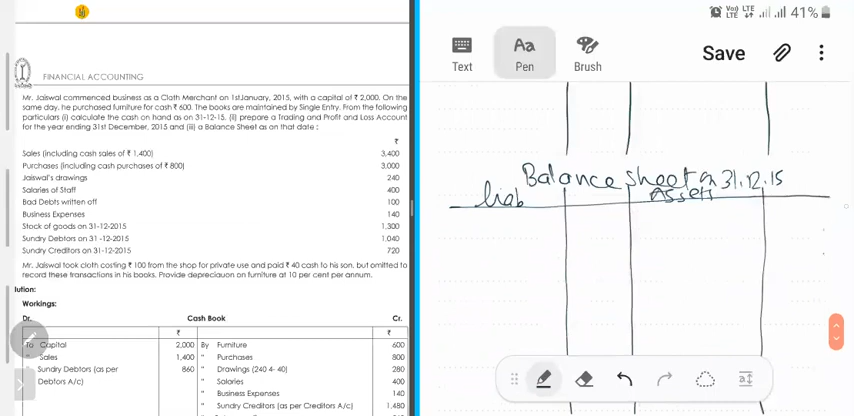 Vo) LTE
LTE 41%
FINANCIAL ACCOUNTING
Mr. Jaiswal commenced business as a Cloth Merchant on 1st January, 2015, with a capital of ₹ 2,000. On the
same day, he purchased furniture for cash ₹ 600. The books are maintained by Single Entry. From the following
particulars (i) calculate the cash on hand as on 31-12-15, (ii) prepare a Trading and Profit and Loss Account
for the year ending 31st December, 2015 and (iii) a Balance Sheet as on that date :
₹
Sales (including cash sales of ₹ 1,400) 3,400
Purchases (including cash purchases of ₹ 800) 3,000
Jaiswal's drawings 240
Salaries of Staff 400
Bad Debts written off 100
Business Expenses 140
Stock of goods on 31-12-2015 1,300
Sundry Debtors on 31 -12-2015 1,040
Sundry Creditors on 31-12-2015 720
Mr. Jaiswal took cloth costing ₹ 100 from the shop for private use and paid ₹ 40 cash to his son, but omitted to
record these transactions in his books. Provide depreciauon on furniture at 10 per cent per annum.
lution:
Workings:
Dr. Cash Book Cr.
₹ ₹
To Capital 2,000 By Furniture 600
" Sales 1,400 " Purchases 800
Sundry Debtors (as per 860 " Drawings (240 4- 40) 280
Debtors A/c) " Salaries 400
" Business Expenses 140
" Sundry Creditors (as per Creditors A/c) 1,480
Text
Aa
Pen
Brush
Save
Balance sheet on 31.12.15
liab Assets